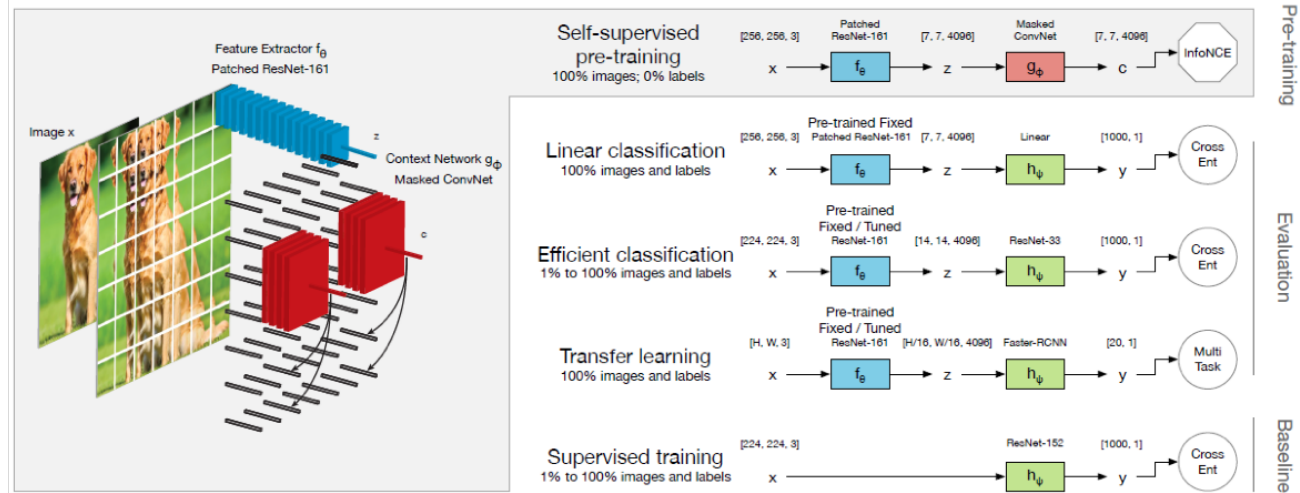 Feature Extractor fθ
Patched ResNet-161
Image x
z
Context Network gϕ
Masked ConvNet
c
Self-supervised
pre-training
100% images; 0% labels
[256, 256, 3]
Patched
ResNet-161
[7, 7, 4096]
Masked
ConvNet
[7, 7, 4096]
x
fθ
z
gϕ
c
InfoNCE
Pre-training
Linear classification
100% images and labels
Pre-trained Fixed
[256, 256, 3]
Patched ResNet-161
[7, 7, 4096]
Linear
[1000, 1]
x
fθ
z
hψ
y
Cross
Ent
Efficient classification
1% to 100% images and labels
Pre-trained
Fixed / Tuned
[224, 224, 3]
ResNet-161
[14, 14, 4096]
ResNet-33
[1000, 1]
x
fθ
z
hψ
y
Cross
Ent
Evaluation
Transfer learning
100% images and labels
Pre-trained
Fixed / Tuned
[H, W, 3]
ResNet-161
[H/16, W/16, 4096]
Faster-RCNN
[20, 1]
x
fθ
z
hψ
y
Multi
Task
Supervised training
1% to 100% images and labels
[224, 224, 3]
ResNet-152
[1000, 1]
x
hψ
y
Cross
Ent
Baseline